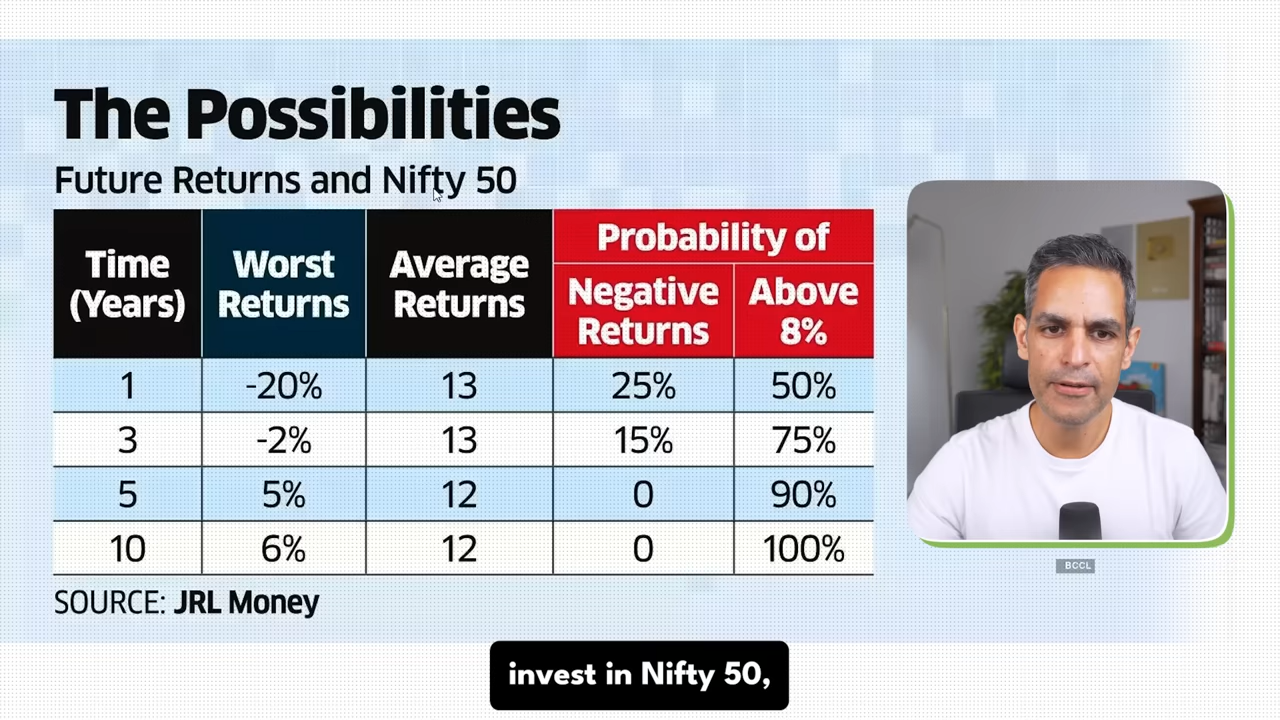 The Possibilities
Future Returns and Nifty 50
Time (Years) Worst Returns Average Returns Probability of
Negative Returns Above 8%
1 -20% 13 25% 50%
3 -2% 13 15% 75%
5 5% 12 0 90%
10 6% 12 0 100%
SOURCE: JRL Money
BCCL
invest in Nifty 50,